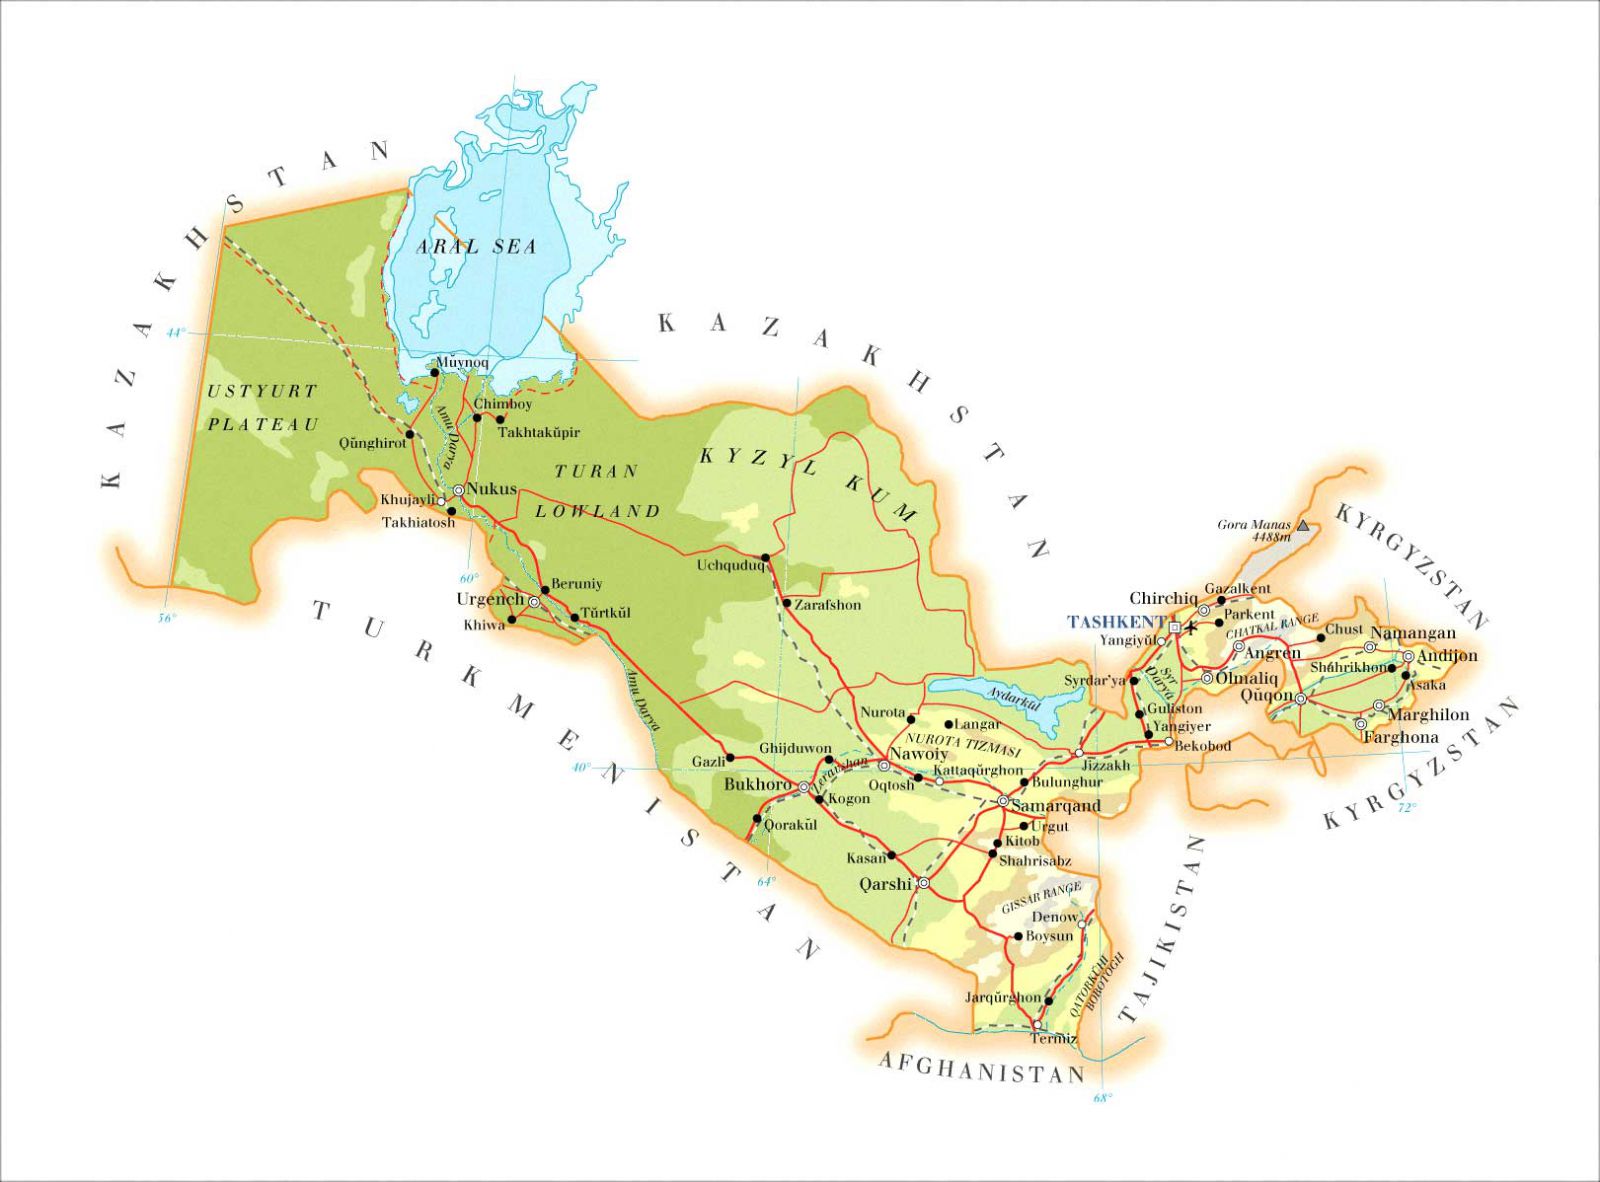 KAZAKHSTAN
ARAL SEA
KAZAKHSTAN
44°
Mŭynoq
USTYURT
PLATEAU
Chimboy
Amu Darya
Takhtakŭpir
Qŭnghirot
KYZYL KUM
TURAN
LOWLAND
Nukus
Khujayli
Takhiatosh
KYRGYZSTAN
Gora Manas
4488m
Uchquduq
60°
Beruniy
Urgench
Tŭrtkŭl
Khiwa
Zarafshon
56°
TURKMENISTAN
Gazalkent
Chirchiq
Parkent
TASHKENT
CHATKAL RANGE
Yangiyŭl
Chust
Namangan
Angren
Andijon
Shahrikhon
Syrdar'ya
Syr
Darya
Olmaliq
Asaka
Qŭqon
Amu Darya
Aydarkŭl
Nurota
Langar
Guliston
Marghilon
Yangiyer
Farghona
NUROTA TIZMASI
Bekobod
Ghijduwon
Nawoiy
Gazli
Zeravshan
Jizzakh
40°
Kattaqŭrghon
Bukhoro
Oqtosh
Bulunghur
Kogon
Samarqand
KYRGYZSTAN
72°
Qorakŭl
Urgut
Kitob
Kasan
Shahrisabz
64°
Qarshi
GISSAR RANGE
Denow
Boysun
TAJIKISTAN
QATORKŬHI
BOBOTOGH
Jarqŭrghon
Termiz
AFGHANISTAN
68°